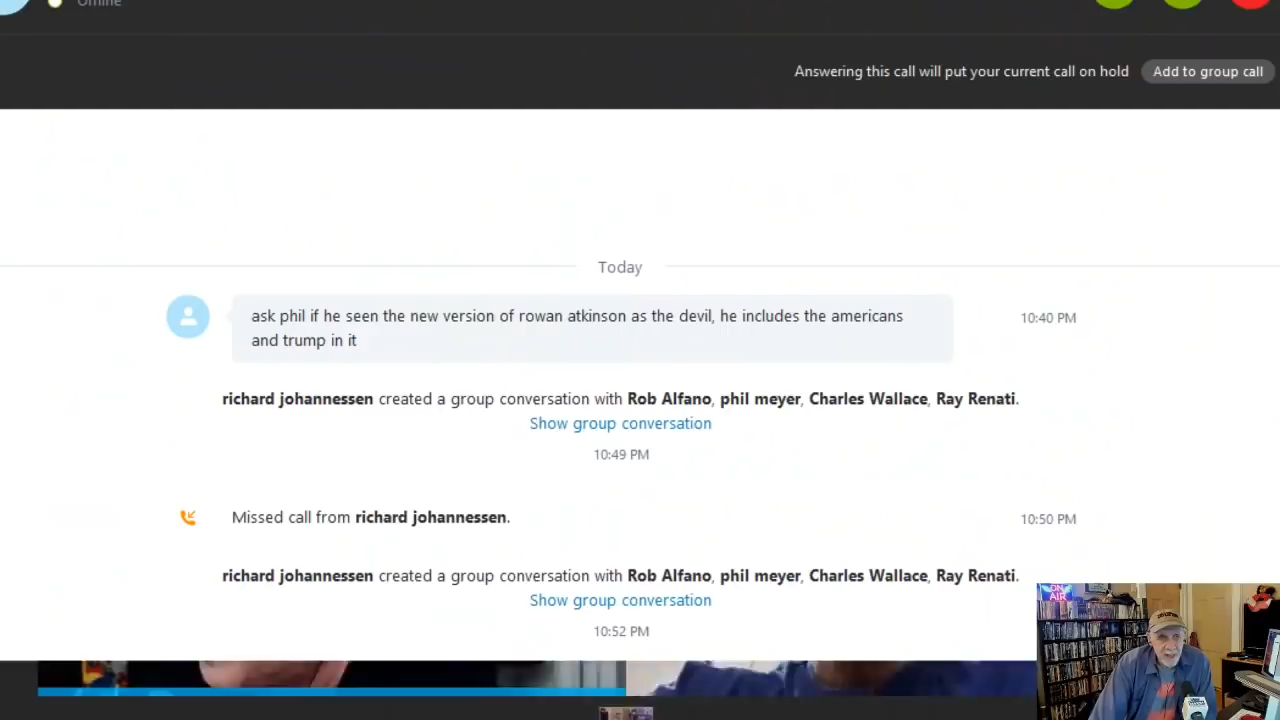 Offline
Answering this call will put your current call on hold
Add to group call
Today
ask phil if he seen the new version of rowan atkinson as the devil, he includes the americans
and trump in it
10:40 PM
richard johannessen created a group conversation with Rob Alfano, phil meyer, Charles Wallace, Ray Renati.
Show group conversation
10:49 PM
Missed call from richard johannessen.
10:50 PM
richard johannessen created a group conversation with Rob Alfano, phil meyer, Charles Wallace, Ray Renati.
Show group conversation
10:52 PM
ON
AIR